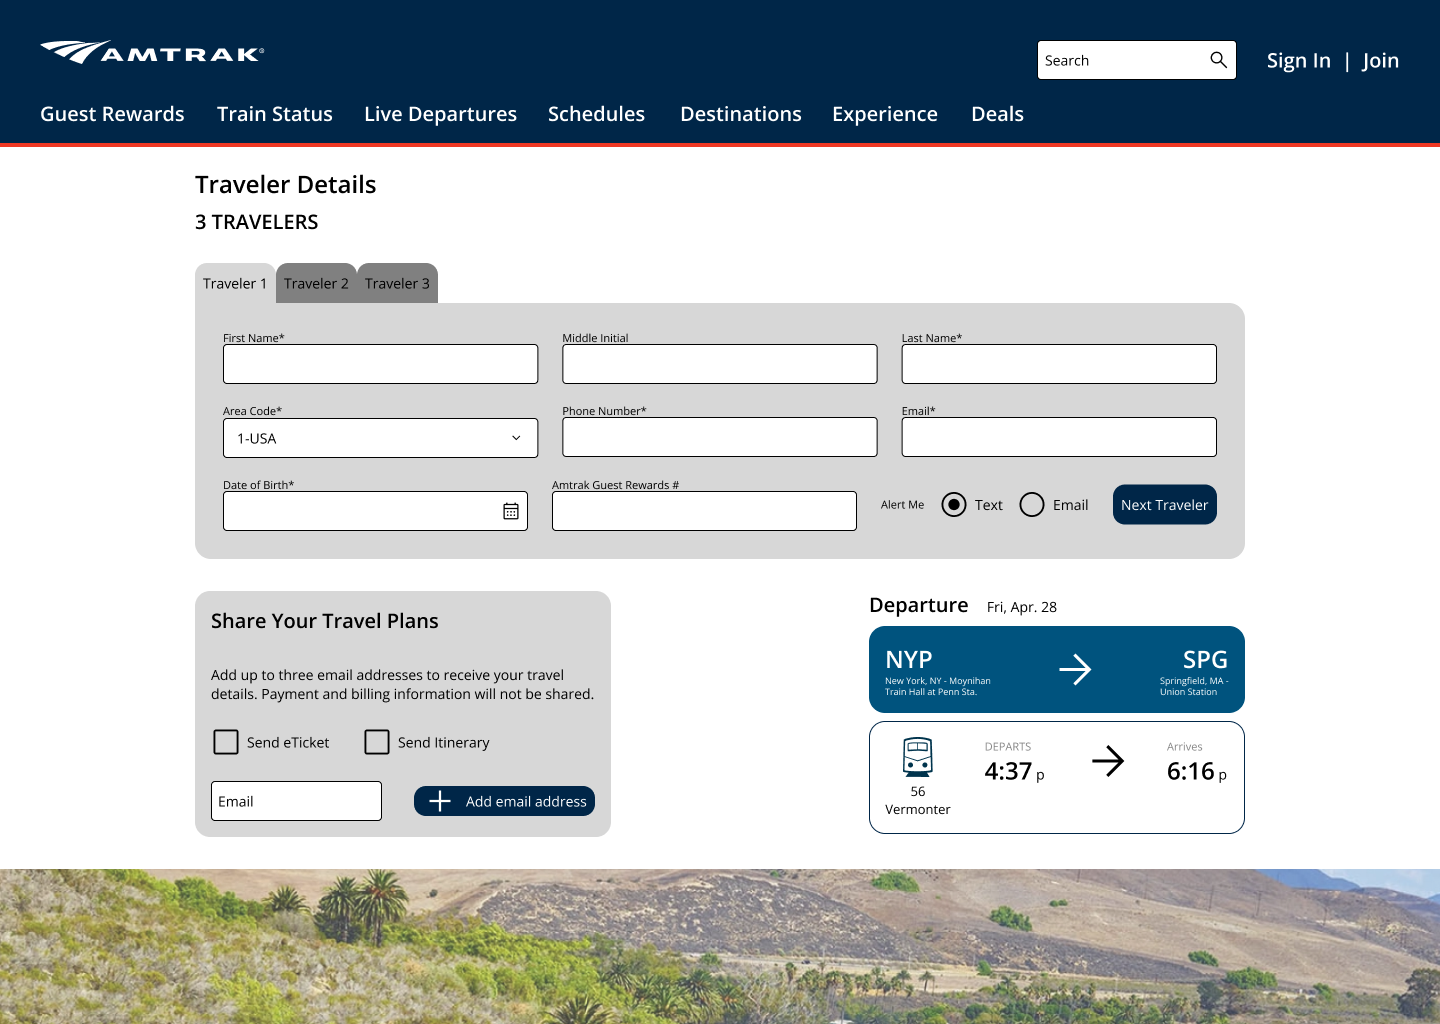 AMTRAK®
Search
Sign In | Join
Guest Rewards Train Status Live Departures Schedules Destinations Experience Deals
Traveler Details
3 TRAVELERS
Traveler 1 Traveler 2 Traveler 3
First Name* Middle Initial Last Name*
Area Code* Phone Number* Email*
1-USA
Date of Birth* Amtrak Guest Rewards #
Alert Me Text Email Next Traveler
Share Your Travel Plans
Add up to three email addresses to receive your travel
details. Payment and billing information will not be shared.
Send eTicket Send Itinerary
Email Add email address
Departure Fri, Apr. 28
NYP SPG
New York, NY - Moynihan
Train Hall at Penn Sta.
Springfield, MA -
Union Station
DEPARTS Arrives
4:37 p 6:16 p
56
Vermonter